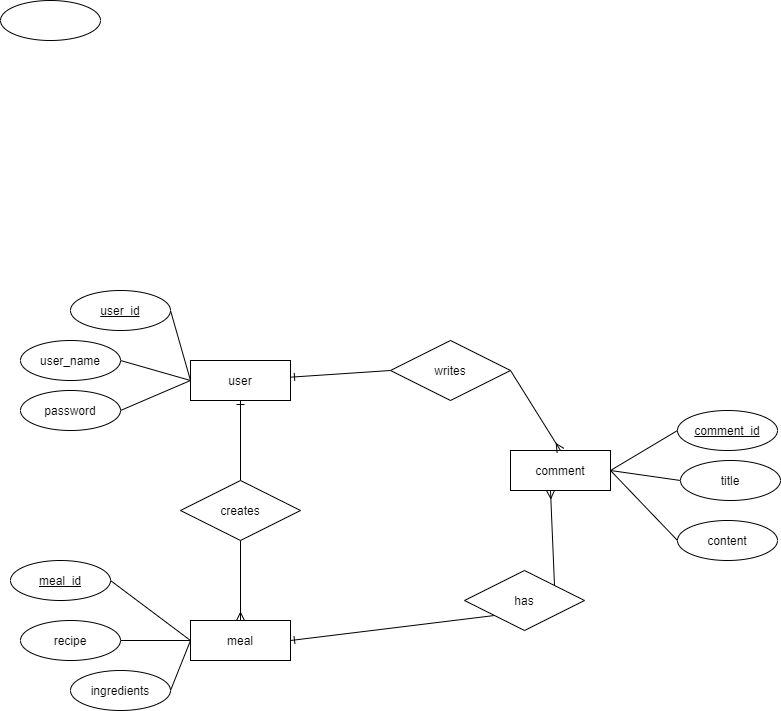 user_id
user_name
password
user
writes
comment
comment_id
title
content
creates
meal_id
recipe
ingredients
meal
has